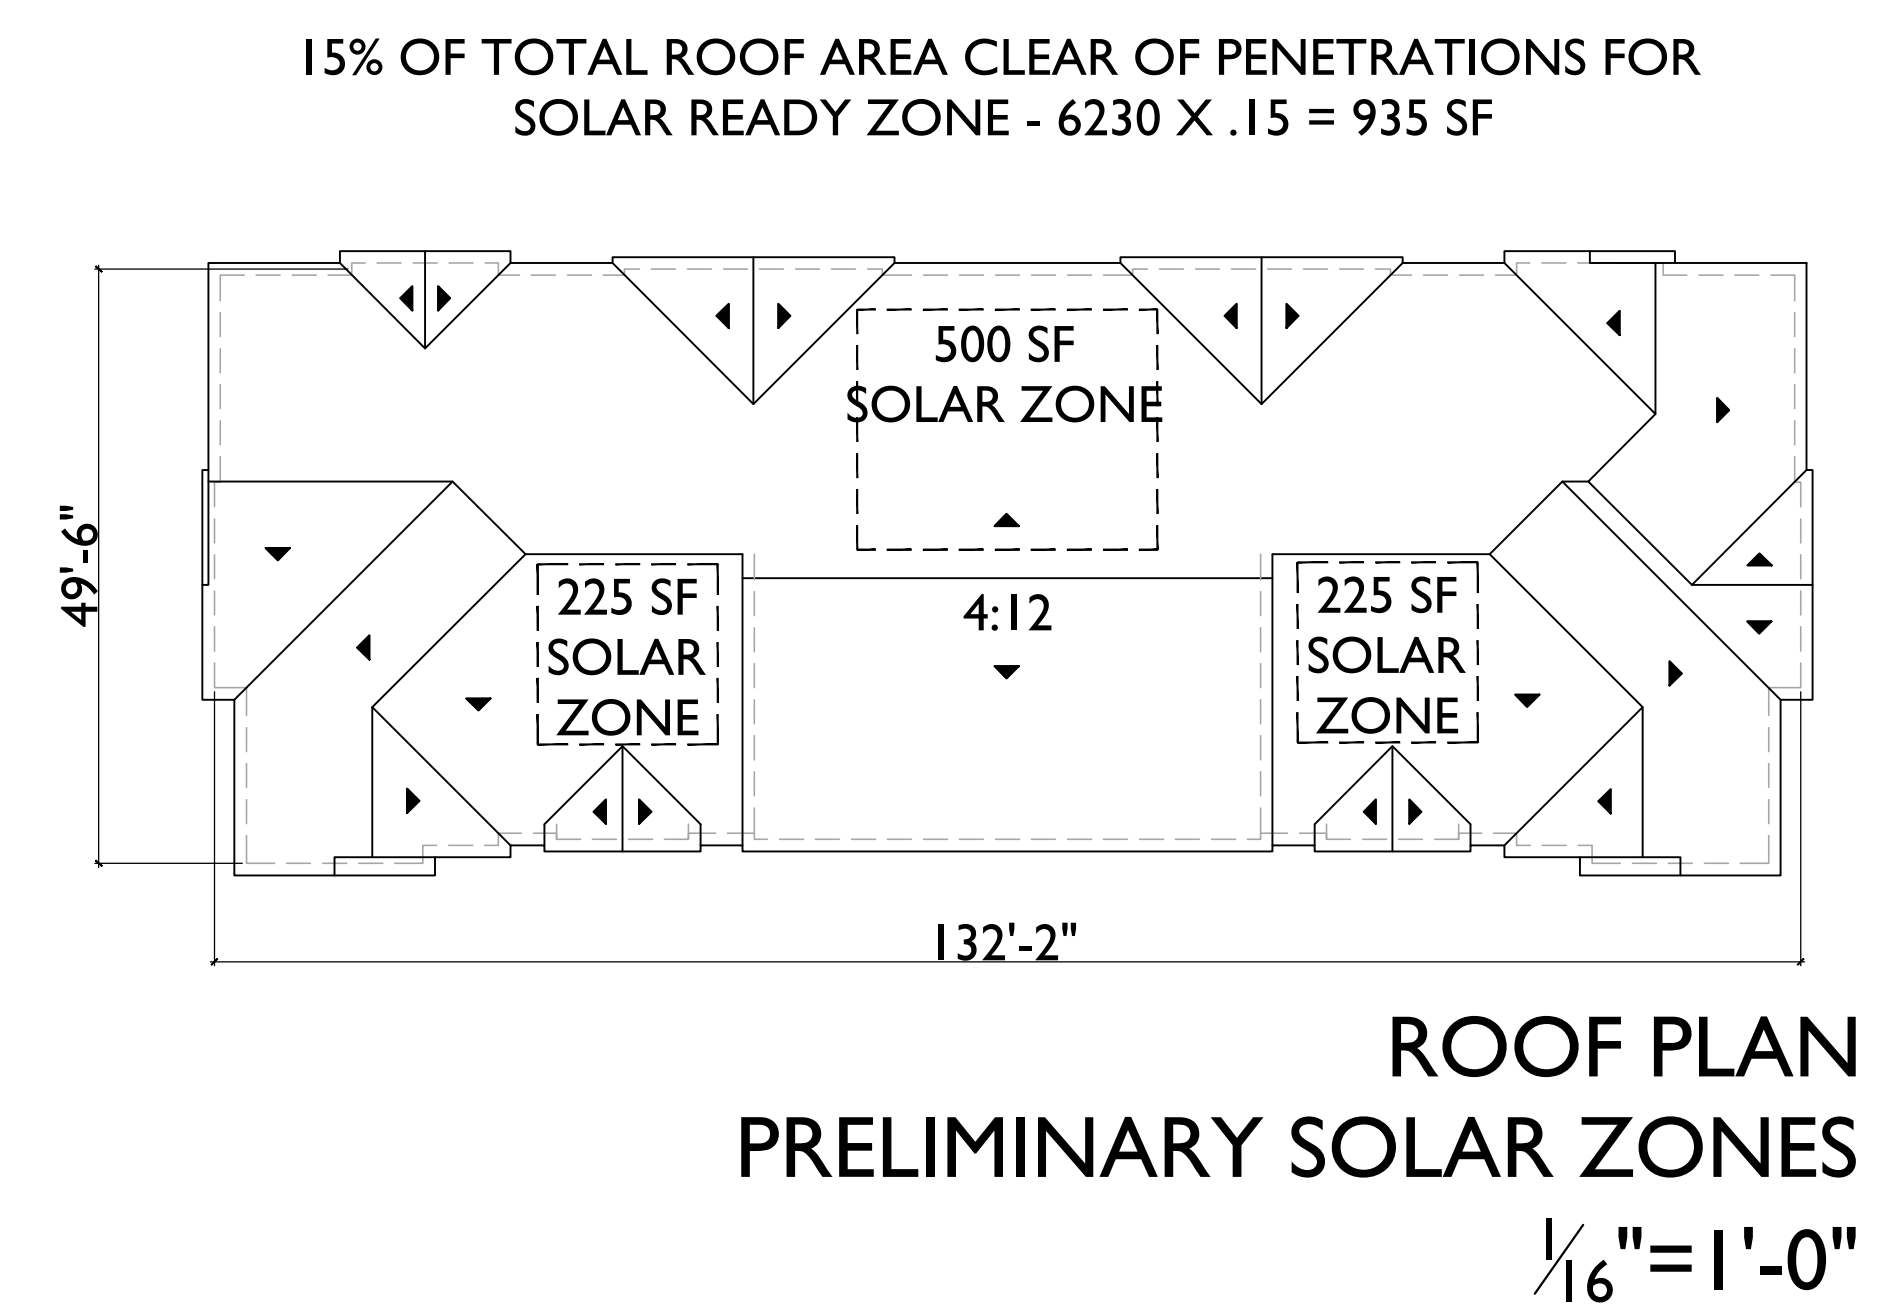 15% OF TOTAL ROOF AREA CLEAR OF PENETRATIONS FOR
SOLAR READY ZONE - 6230 X .15 = 935 SF
500 SF
SOLAR ZONE
49'-6"
225 SF
SOLAR
ZONE
4:12
225 SF
SOLAR
ZONE
132'-2"
ROOF PLAN
PRELIMINARY SOLAR ZONES
1/16"=1'-0"